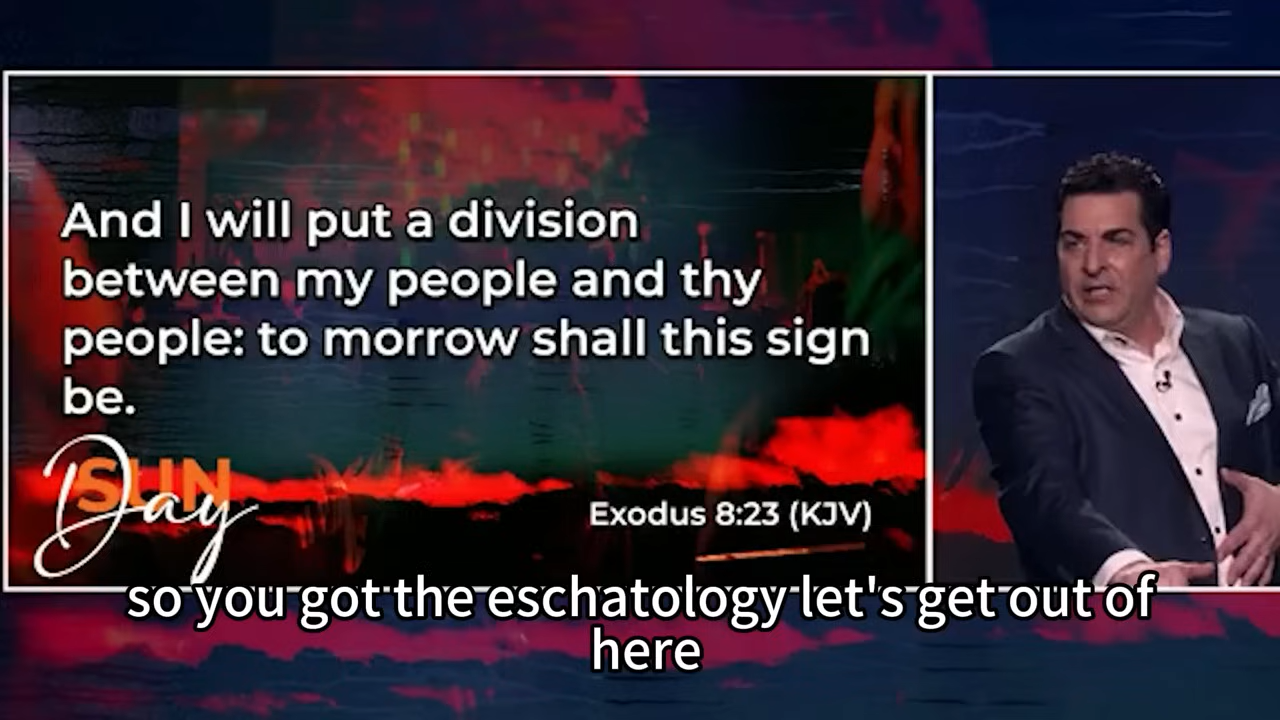 And I will put a division
between my people and thy
people: to morrow shall this sign
be.
SUN
Day
Exodus 8:23 (KJV)
so you got the eschatology let's get out of
here